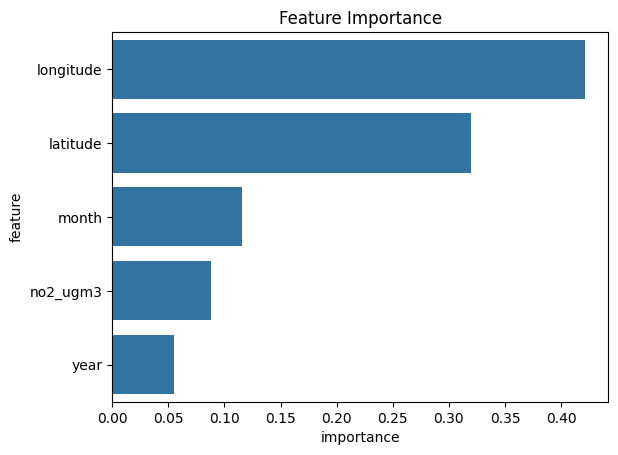 Feature Importance
longitude
latitude
month
no2_ugm3
year
feature
0.00 0.05 0.10 0.15 0.20 0.25 0.30 0.35 0.40
importance